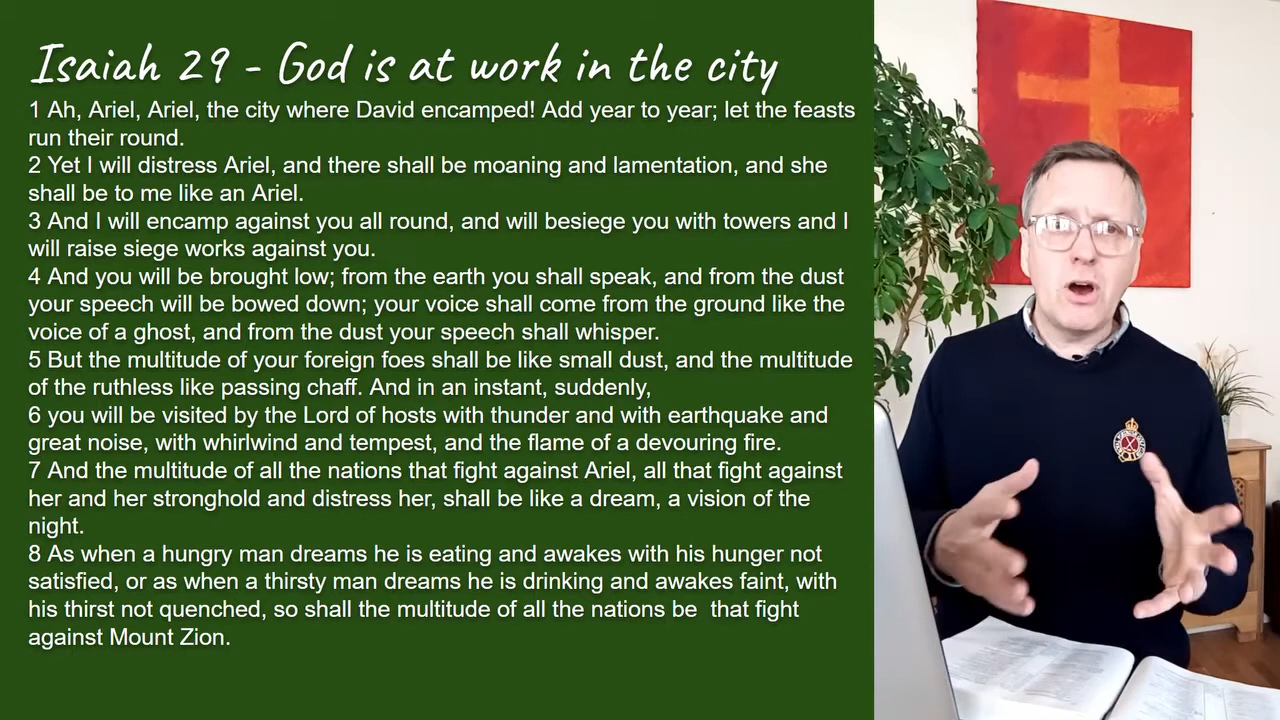 Isaiah 29 - God is at work in the city
1 Ah, Ariel, Ariel, the city where David encamped! Add year to year; let the feasts
run their round.
2 Yet I will distress Ariel, and there shall be moaning and lamentation, and she
shall be to me like an Ariel.
3 And I will encamp against you all round, and will besiege you with towers and I
will raise siege works against you.
4 And you will be brought low; from the earth you shall speak, and from the dust
your speech will be bowed down; your voice shall come from the ground like the
voice of a ghost, and from the dust your speech shall whisper.
5 But the multitude of your foreign foes shall be like small dust, and the multitude
of the ruthless like passing chaff. And in an instant, suddenly,
6 you will be visited by the Lord of hosts with thunder and with earthquake and
great noise, with whirlwind and tempest, and the flame of a devouring fire.
7 And the multitude of all the nations that fight against Ariel, all that fight against
her and her stronghold and distress her, shall be like a dream, a vision of the
night.
8 As when a hungry man dreams he is eating and awakes with his hunger not
satisfied, or as when a thirsty man dreams he is drinking and awakes faint, with
his thirst not quenched, so shall the multitude of all the nations be  that fight
against Mount Zion.